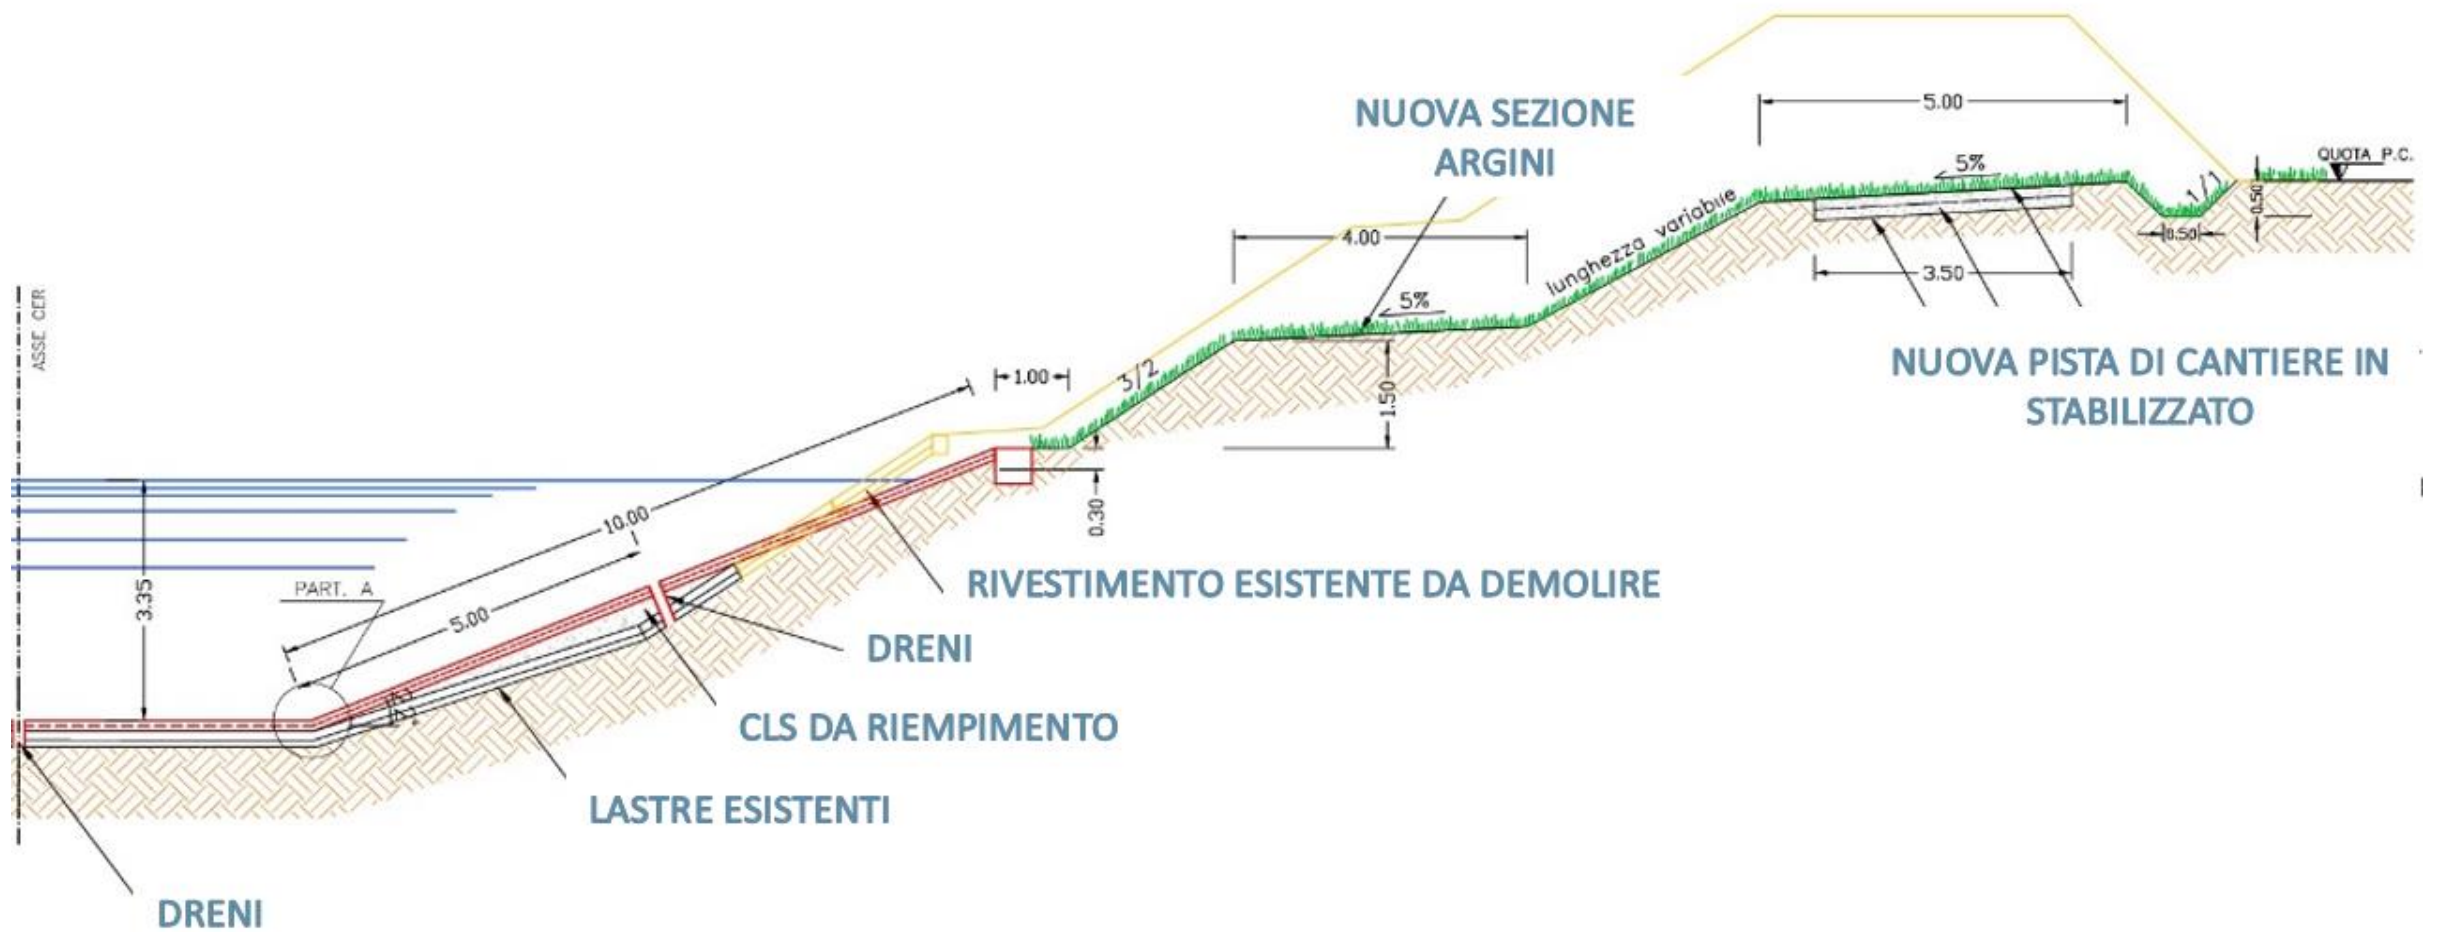 NUOVA SEZIONE
ARGINI
5.00
QUOTA P.C.
5%
1/1
0.50
0.50
lunghezza variabile
4.00
3.50
5%
ASSE CER
NUOVA PISTA DI CANTIERE IN
STABILIZZATO
3/2
1.00
1.50
10.00
0.30
RIVESTIMENTO ESISTENTE DA DEMOLIRE
PART. A
3.35
5.00
DRENI
CLS DA RIEMPIMENTO
LASTRE ESISTENTI
DRENI